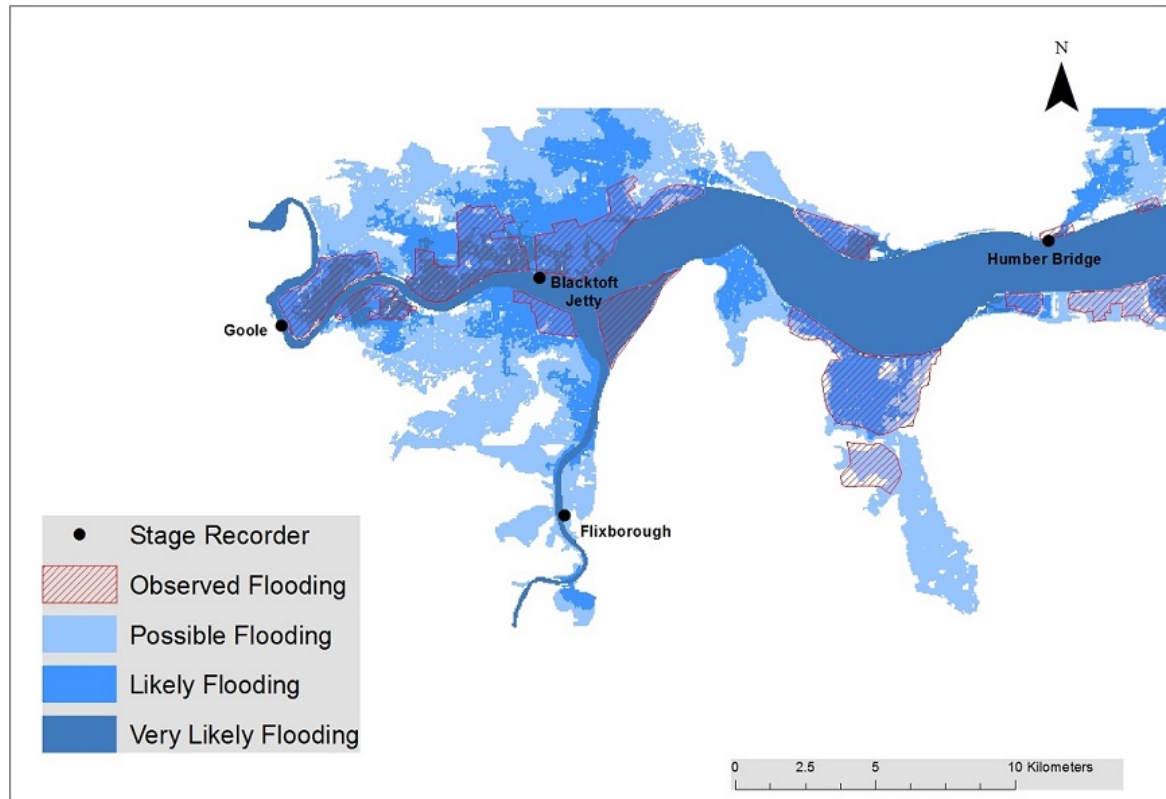 N
Humber Bridge
Blacktoft
Jetty
Goole
Flixborough
Stage Recorder
Observed Flooding
Possible Flooding
Likely Flooding
Very Likely Flooding
0 2.5 5 10 Kilometers